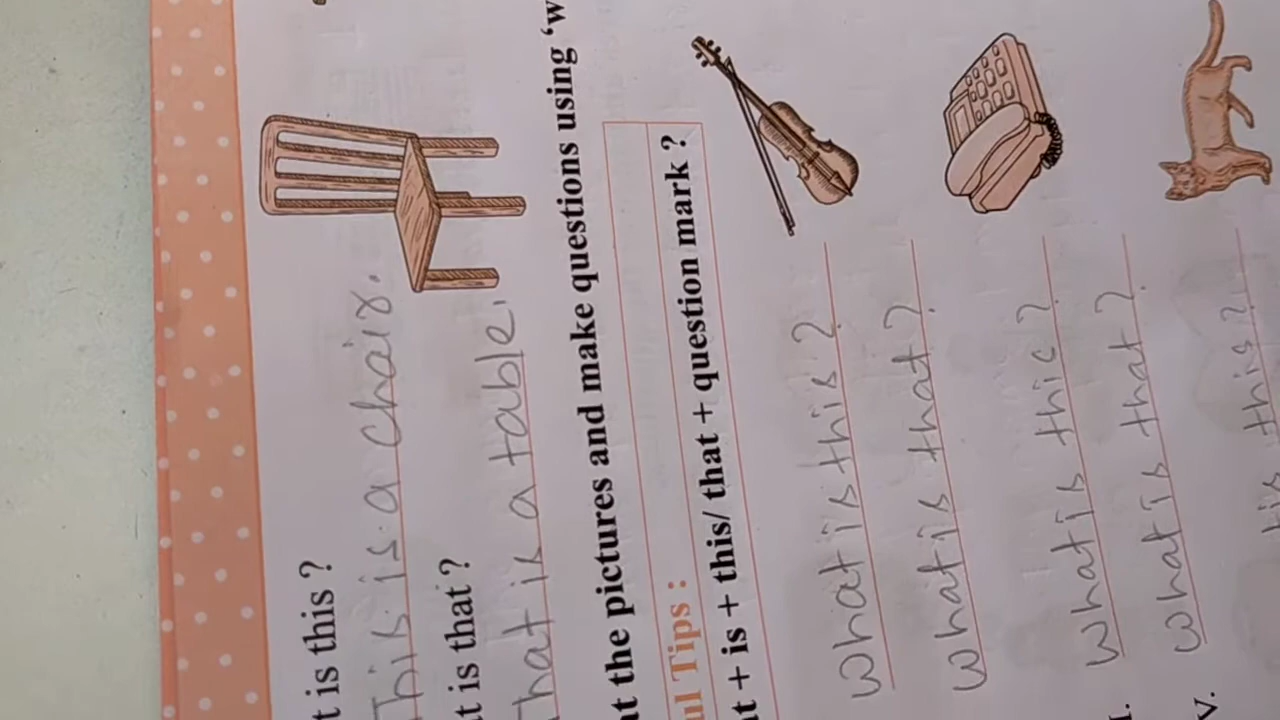 t is this ?
This is a chair.
t is that ?
That is a table.
at the pictures and make questions using ‘w
ul Tips :
at + is + this/ that + question mark ?
What is this ?
What is that ?
What is this ?
What is that ?
this ?